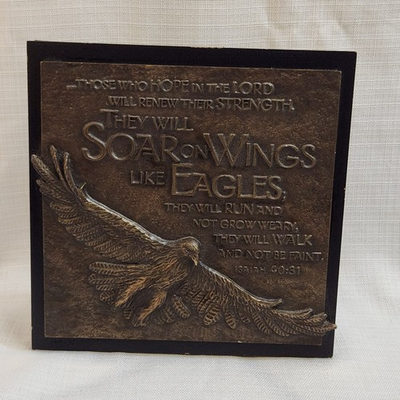 ...THOSE WHO HOPE IN THE LORD
WILL RENEW THEIR STRENGTH.
THEY WILL
SOAR ON WINGS
LIKE EAGLES;
THEY WILL RUN AND
NOT GROW WEARY,
THEY WILL WALK
AND NOT BE FAINT.
ISAIAH 40:31